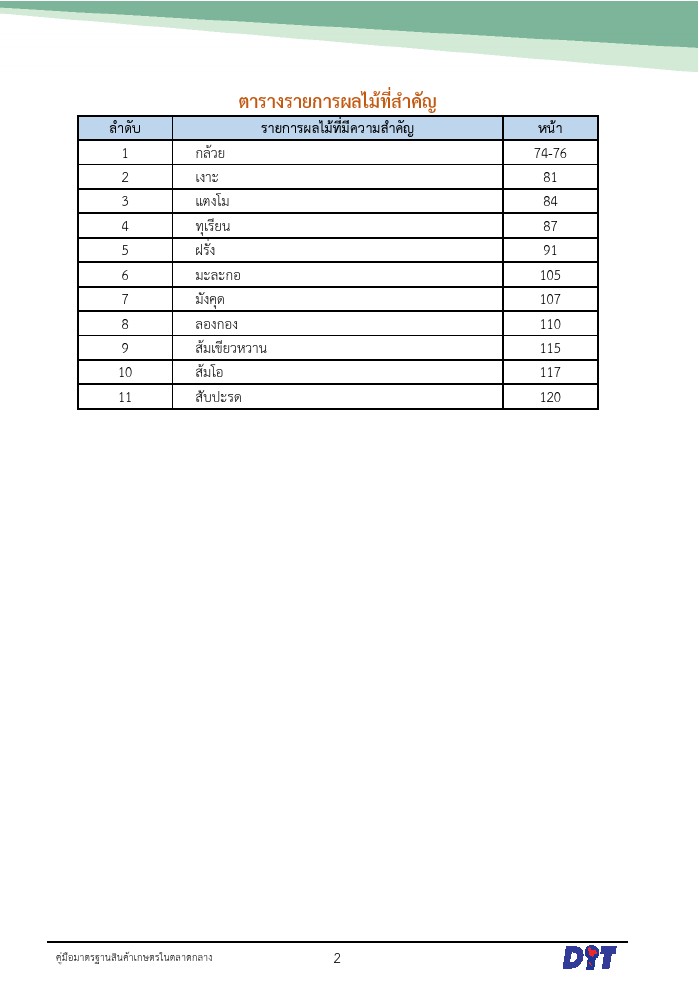 ตารางรายการผลไม้ที่สำคัญ
ลำดับ รายการผลไม้ที่มีความสำคัญ หน้า
1 กล้วย 74-76
2 เงาะ 81
3 แตงโม 84
4 ทุเรียน 87
5 ฝรั่ง 91
6 มะละกอ 105
7 มังคุด 107
8 ลองกอง 110
9 ส้มเขียวหวาน 115
10 ส้มโอ 117
11 สับปะรด 120
คู่มือมาตรฐานสินค้าเกษตรในตลาดกลาง 2 DIT